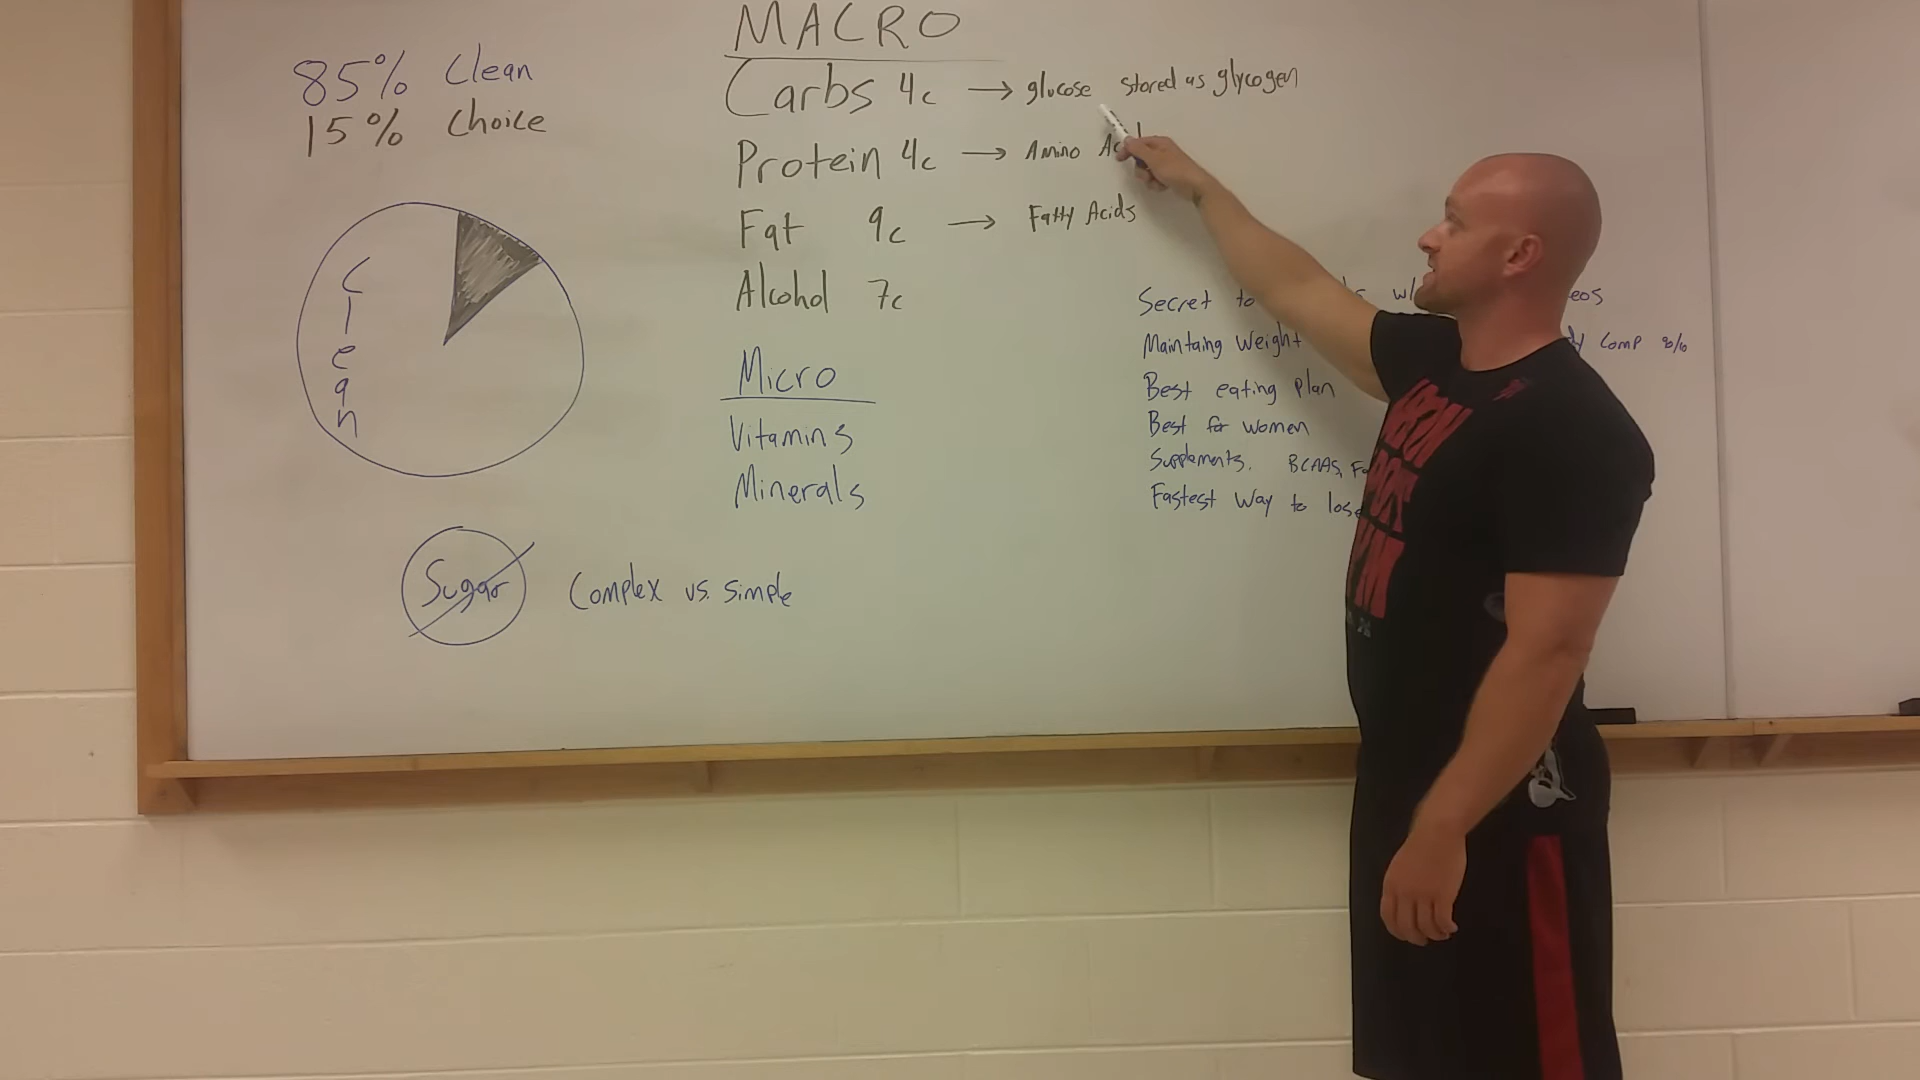 85% Clean
15% Choice
Clean
Sugar
Complex vs. simple
MACRO
Carbs 4c → glucose stored as glycogen
Protein 4c → Amino
Fat 9c → Fatty Acids
Alcohol 7c
Micro
Vitamins
Minerals
Secret to w/
Maintaing Weight Comp %
Best eating plan
Best for women
Supplements. BCAAS,
Fastest Way to lose